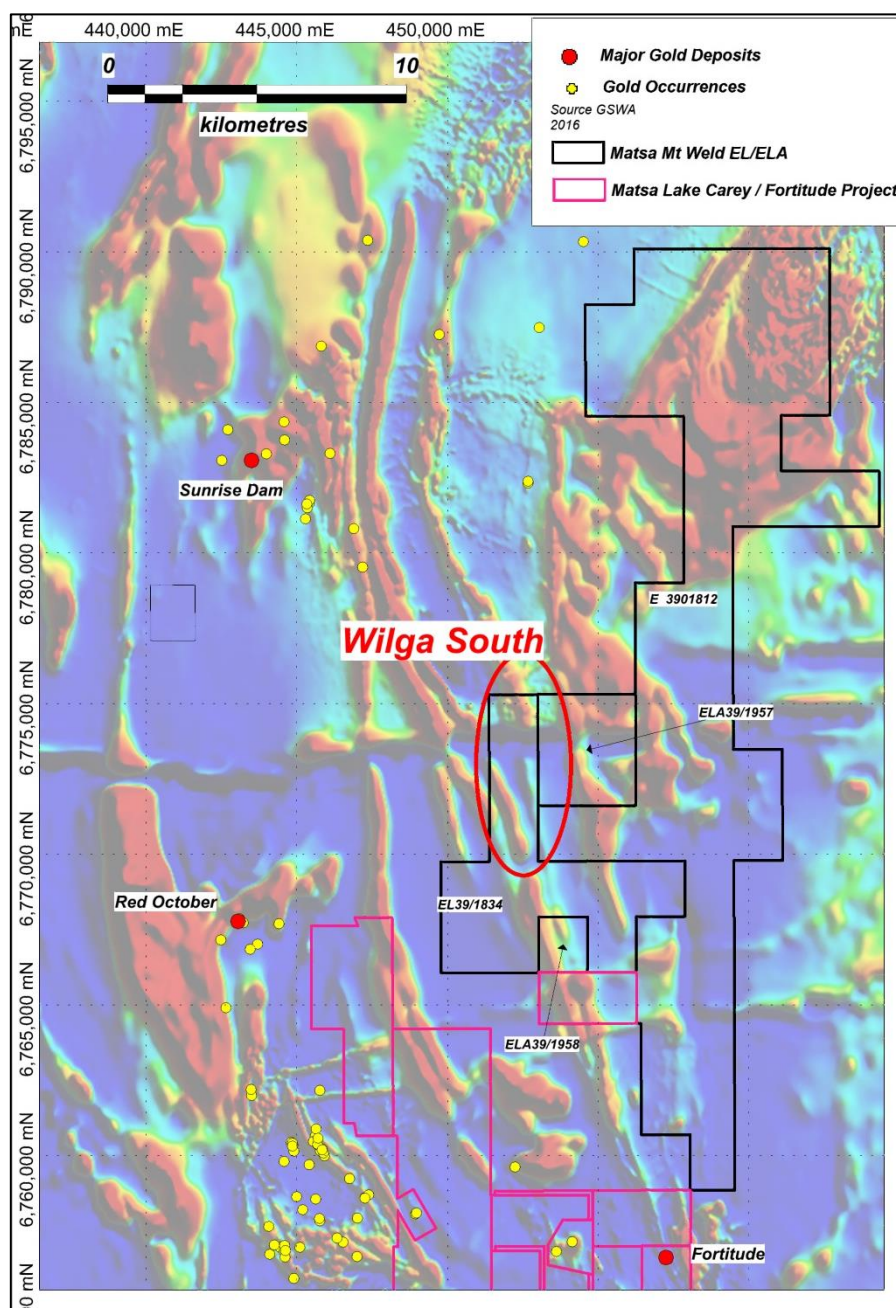 mE
440,000 mE
445,000 mE
450,000 mE
0
10
kilometres
Major Gold Deposits
Gold Occurrences
Source GSWA
2016
Matsa Mt Weld EL/ELA
Matsa Lake Carey / Fortitude Project
6,795,000 mN
6,790,000 mN
6,785,000 mN
6,780,000 mN
6,775,000 mN
6,770,000 mN
6,765,000 mN
6,760,000 mN
00 mN
Sunrise Dam
E 3901812
Wilga South
ELA39/1957
Red October
EL39/1834
ELA39/1958
Fortitude